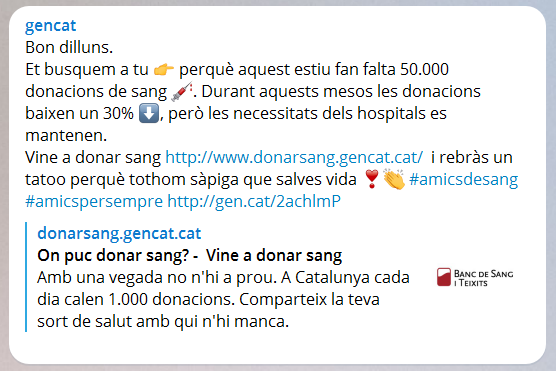 gencat
Bon dilluns.
Et busquem a tu 👉 perquè aquest estiu fan falta 50.000
donacions de sang 💉. Durant aquests mesos les donacions
baixen un 30% ⬇️, però les necessitats dels hospitals es
mantenen.
Vine a donar sang http://www.donarsang.gencat.cat/ i rebràs un
tatoo perquè tothom sàpiga que salves vida ❣️👏 #amicsdesang
#amicspersempre http://gen.cat/2achlmP
donarsang.gencat.cat
On puc donar sang? - Vine a donar sang
Amb una vegada no n'hi a prou. A Catalunya cada
dia calen 1.000 donacions. Comparteix la teva
sort de salut amb qui n'hi manca.
BANC DE SANG
I TEIXITS